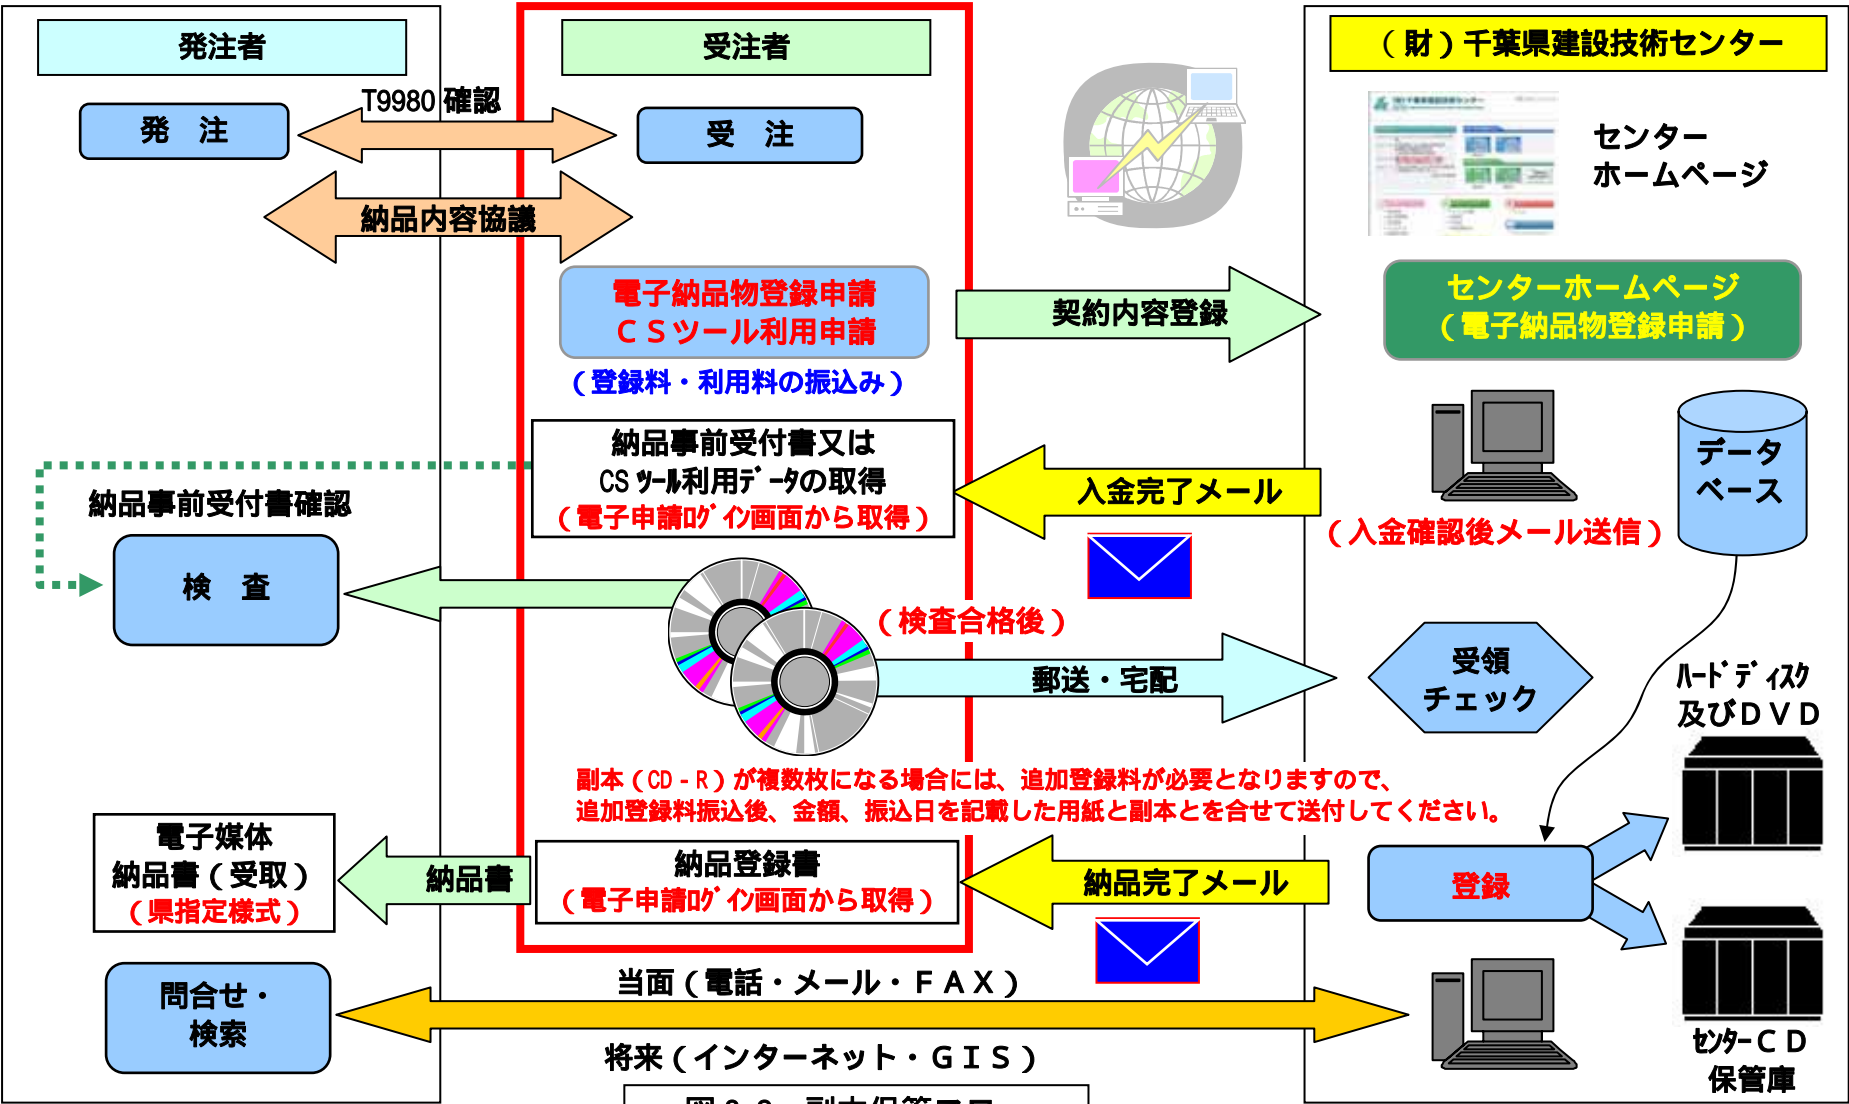 発注者
受注者
（財）千葉県建設技術センター
T9980 確認
発　注
受　注
センター
ホームページ
納品内容協議
電子納品物登録申請
ＣＳツール利用申請
（登録料・利用料の振込み）
契約内容登録
センターホームページ
（電子納品物登録申請）
納品事前受付書又は
CS ﾂｰﾙ利用ﾃﾞｰﾀの取得
（電子申請ﾛｸﾞｲﾝ画面から取得）
入金完了メール
（入金確認後メール送信）
データ
ベース
納品事前受付書確認
検　査
（検査合格後）
郵送・宅配
受領
チェック
ﾊｰﾄﾞﾃﾞｨｽｸ
及びＤＶＤ
副本（CD‐R）が複数枚になる場合には、追加登録料が必要となりますので、
追加登録料振込後、金額、振込日を記載した用紙と副本とを合せて送付してください。
電子媒体
納品書（受取）
（県指定様式）
納品書
納品登録書
（電子申請ﾛｸﾞｲﾝ画面から取得）
納品完了メール
登録
当面（電話・メール・ＦＡＸ）
問合せ・
検索
将来（インターネット・ＧＩＳ）
ｾﾝﾀｰＣＤ
保管庫